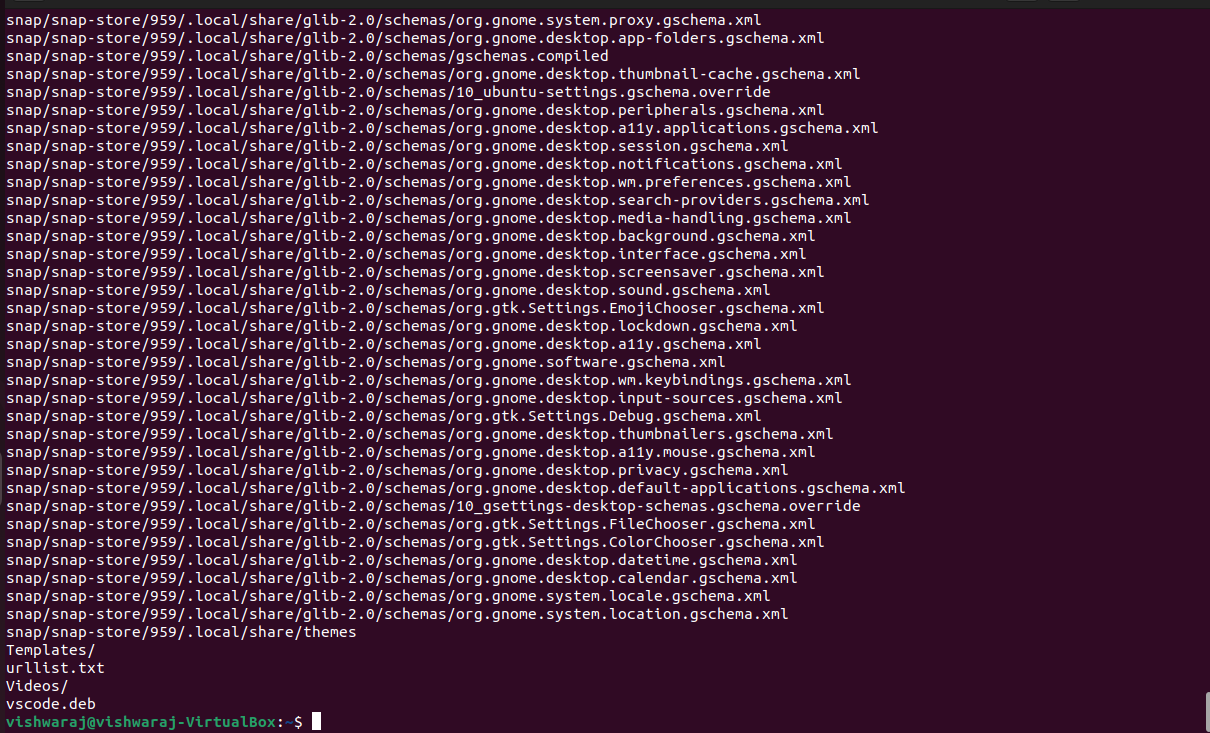 snap/snap-store/959/.local/share/glib-2.0/schemas/org.gnome.system.proxy.gschema.xml
snap/snap-store/959/.local/share/glib-2.0/schemas/org.gnome.desktop.app-folders.gschema.xml
snap/snap-store/959/.local/share/glib-2.0/schemas/gschemas.compiled
snap/snap-store/959/.local/share/glib-2.0/schemas/org.gnome.desktop.thumbnail-cache.gschema.xml
snap/snap-store/959/.local/share/glib-2.0/schemas/10_ubuntu-settings.gschema.override
snap/snap-store/959/.local/share/glib-2.0/schemas/org.gnome.desktop.peripherals.gschema.xml
snap/snap-store/959/.local/share/glib-2.0/schemas/org.gnome.desktop.a11y.applications.gschema.xml
snap/snap-store/959/.local/share/glib-2.0/schemas/org.gnome.desktop.session.gschema.xml
snap/snap-store/959/.local/share/glib-2.0/schemas/org.gnome.desktop.notifications.gschema.xml
snap/snap-store/959/.local/share/glib-2.0/schemas/org.gnome.desktop.wm.preferences.gschema.xml
snap/snap-store/959/.local/share/glib-2.0/schemas/org.gnome.desktop.search-providers.gschema.xml
snap/snap-store/959/.local/share/glib-2.0/schemas/org.gnome.desktop.media-handling.gschema.xml
snap/snap-store/959/.local/share/glib-2.0/schemas/org.gnome.desktop.background.gschema.xml
snap/snap-store/959/.local/share/glib-2.0/schemas/org.gnome.desktop.interface.gschema.xml
snap/snap-store/959/.local/share/glib-2.0/schemas/org.gnome.desktop.screensaver.gschema.xml
snap/snap-store/959/.local/share/glib-2.0/schemas/org.gnome.desktop.sound.gschema.xml
snap/snap-store/959/.local/share/glib-2.0/schemas/org.gtk.Settings.EmojiChooser.gschema.xml
snap/snap-store/959/.local/share/glib-2.0/schemas/org.gnome.desktop.lockdown.gschema.xml
snap/snap-store/959/.local/share/glib-2.0/schemas/org.gnome.desktop.a11y.gschema.xml
snap/snap-store/959/.local/share/glib-2.0/schemas/org.gnome.software.gschema.xml
snap/snap-store/959/.local/share/glib-2.0/schemas/org.gnome.desktop.wm.keybindings.gschema.xml
snap/snap-store/959/.local/share/glib-2.0/schemas/org.gnome.desktop.input-sources.gschema.xml
snap/snap-store/959/.local/share/glib-2.0/schemas/org.gtk.Settings.Debug.gschema.xml
snap/snap-store/959/.local/share/glib-2.0/schemas/org.gnome.desktop.thumbnailers.gschema.xml
snap/snap-store/959/.local/share/glib-2.0/schemas/org.gnome.desktop.a11y.mouse.gschema.xml
snap/snap-store/959/.local/share/glib-2.0/schemas/org.gnome.desktop.privacy.gschema.xml
snap/snap-store/959/.local/share/glib-2.0/schemas/org.gnome.desktop.default-applications.gschema.xml
snap/snap-store/959/.local/share/glib-2.0/schemas/10_gsettings-desktop-schemas.gschema.override
snap/snap-store/959/.local/share/glib-2.0/schemas/org.gtk.Settings.FileChooser.gschema.xml
snap/snap-store/959/.local/share/glib-2.0/schemas/org.gtk.Settings.ColorChooser.gschema.xml
snap/snap-store/959/.local/share/glib-2.0/schemas/org.gnome.desktop.datetime.gschema.xml
snap/snap-store/959/.local/share/glib-2.0/schemas/org.gnome.desktop.calendar.gschema.xml
snap/snap-store/959/.local/share/glib-2.0/schemas/org.gnome.system.locale.gschema.xml
snap/snap-store/959/.local/share/glib-2.0/schemas/org.gnome.system.location.gschema.xml
snap/snap-store/959/.local/share/themes
Templates/
urllist.txt
Videos/
vscode.deb
vishwaraj@vishwaraj-VirtualBox:~$